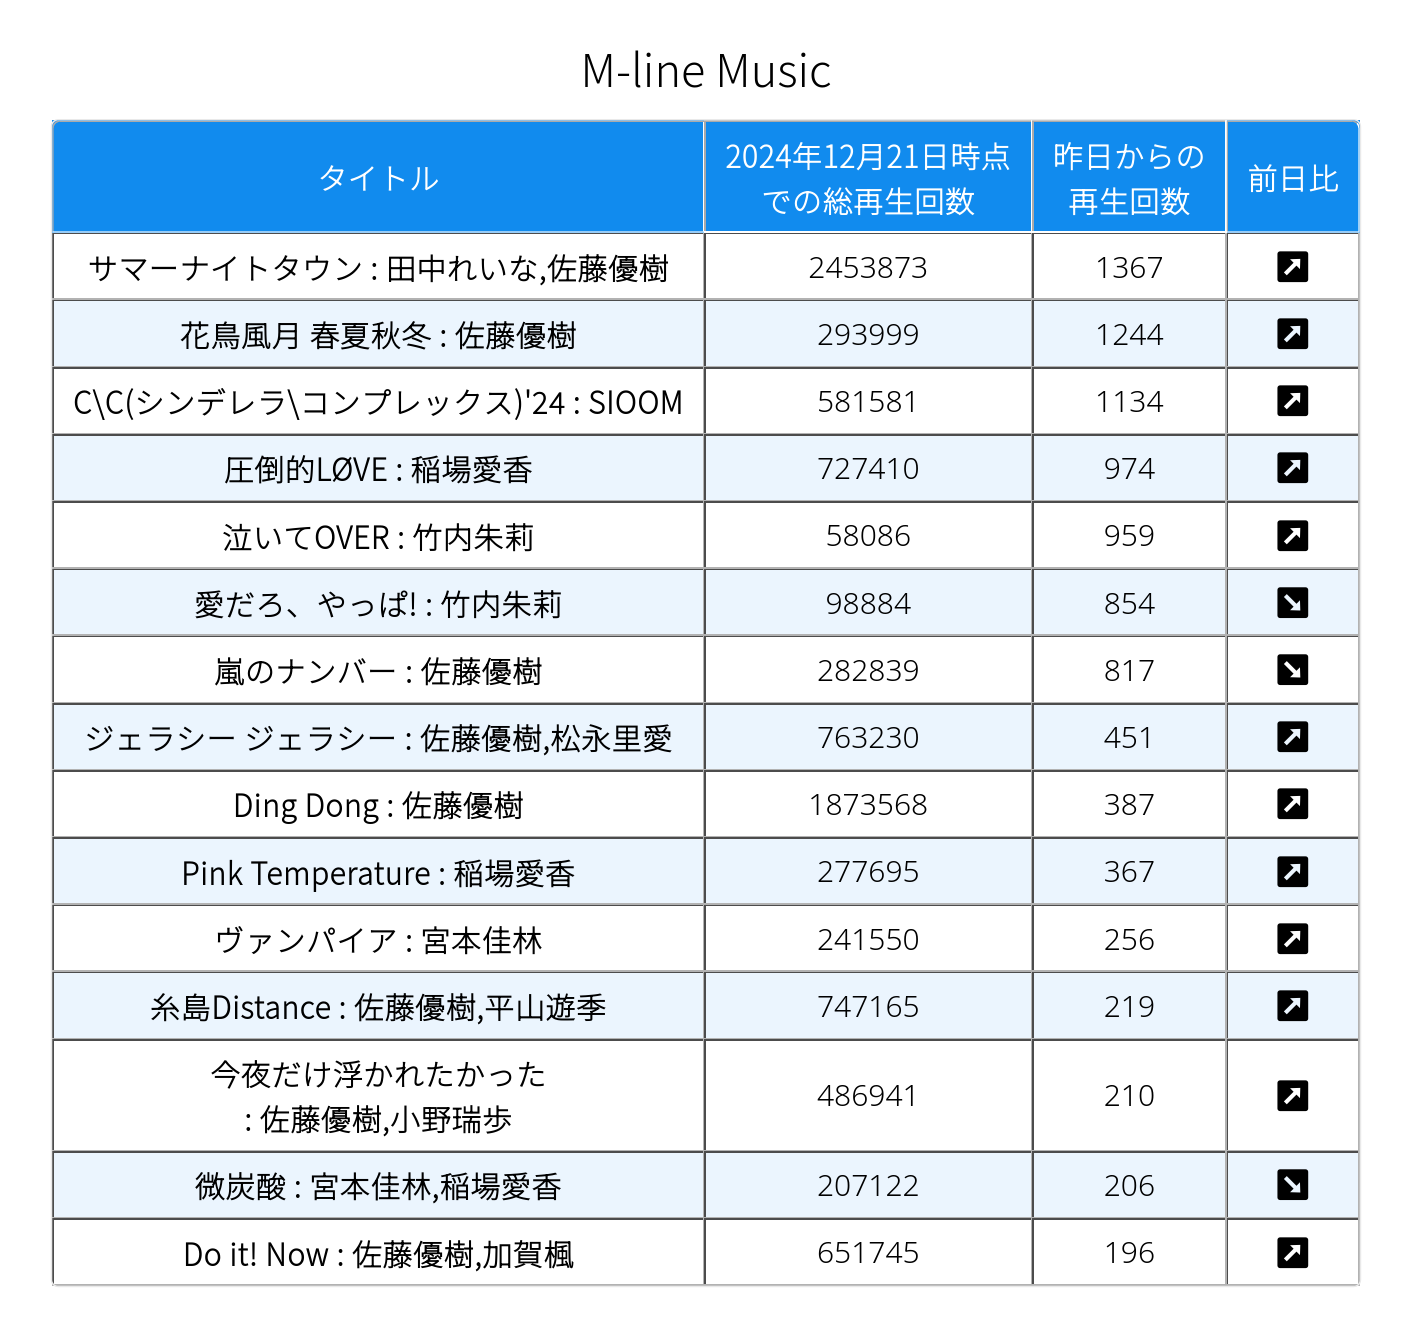 M-line Music
タイトル
2024年12月21日時点
での総再生回数
昨日からの
再生回数
前日比
サマーナイトタウン : 田中れいな,佐藤優樹 2453873 1367
花鳥風月 春夏秋冬 : 佐藤優樹 293999 1244
C\C(シンデレラ\コンプレックス)'24 : SIOOM 581581 1134
圧倒的LØVE : 稲場愛香 727410 974
泣いてOVER : 竹内朱莉 58086 959
愛だろ、やっぱ! : 竹内朱莉 98884 854
嵐のナンバー : 佐藤優樹 282839 817
ジェラシー ジェラシー : 佐藤優樹,松永里愛 763230 451
Ding Dong : 佐藤優樹 1873568 387
Pink Temperature : 稲場愛香 277695 367
ヴァンパイア : 宮本佳林 241550 256
糸島Distance : 佐藤優樹,平山遊季 747165 219
今夜だけ浮かれたかった
: 佐藤優樹,小野瑞歩 486941 210
微炭酸 : 宮本佳林,稲場愛香 207122 206
Do it! Now : 佐藤優樹,加賀楓 651745 196